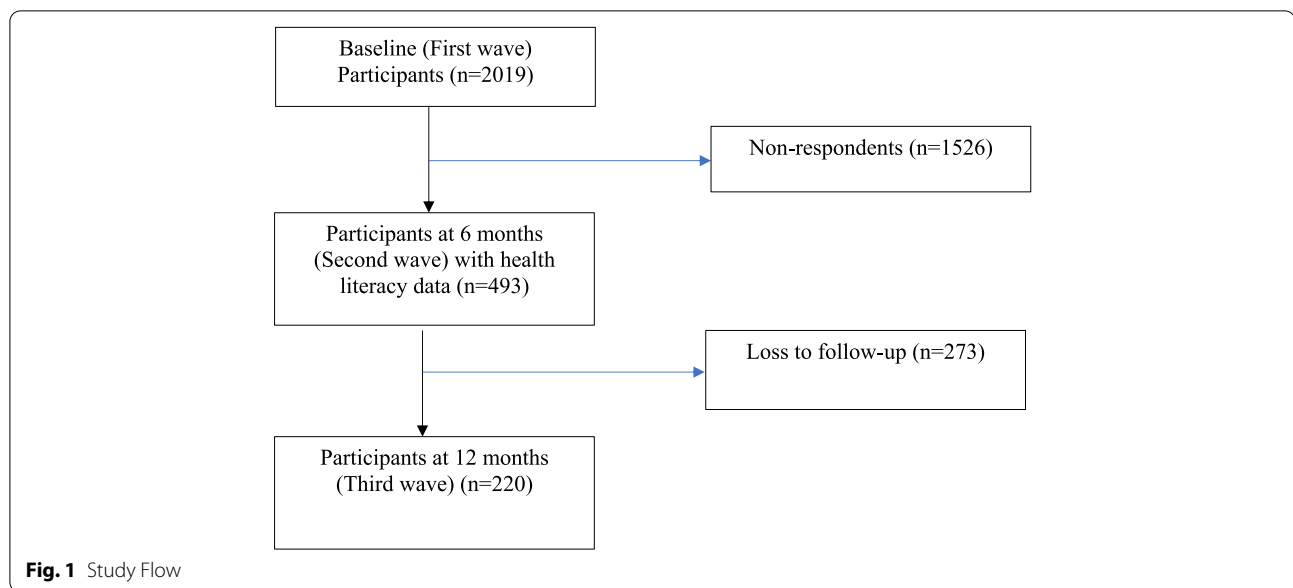 Baseline (First wave)
Participants (n=2019)
Non-respondents (n=1526)
Participants at 6 months
(Second wave) with health
literacy data (n=493)
Loss to follow-up (n=273)
Participants at 12 months
(Third wave) (n=220)
Fig. 1 Study Flow